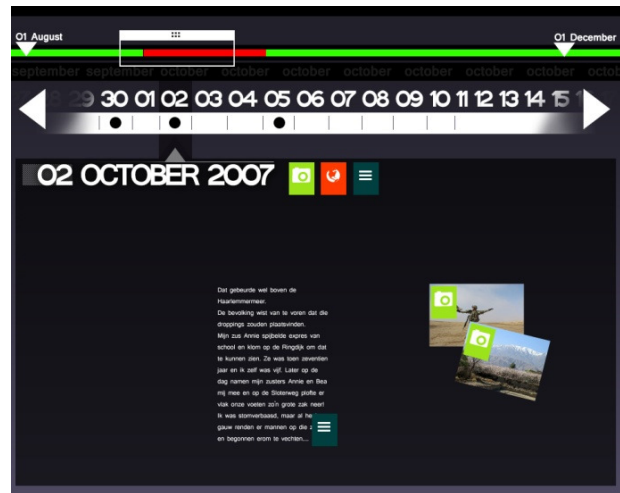 01 August
01 December
september september october october october october october october october
29 30 01 02 03 04 05 06 07 08 09 10 11 12 13 14 15
02 OCTOBER 2007
Dat gebeurde wel boven de
Haarlemmermeer.
De bevolking wist van te voren dat die
droppings zouden plaatsvinden.
Mijn zus Annie spijbelde expres van
school en klom op de Ringdijk om dat
te kunnen zien. Ze was toen zeventien
jaar en ik zelf was vijf. Later op de
dag namen mijn zusters Annie en Bea
mij mee en op de Sloterweg plofte er
vlak onze voeten zo'n grote zak neer!
Ik was stomverbaasd, maar al
gauw renden er mannen op die
en begonnen erom te vechten....